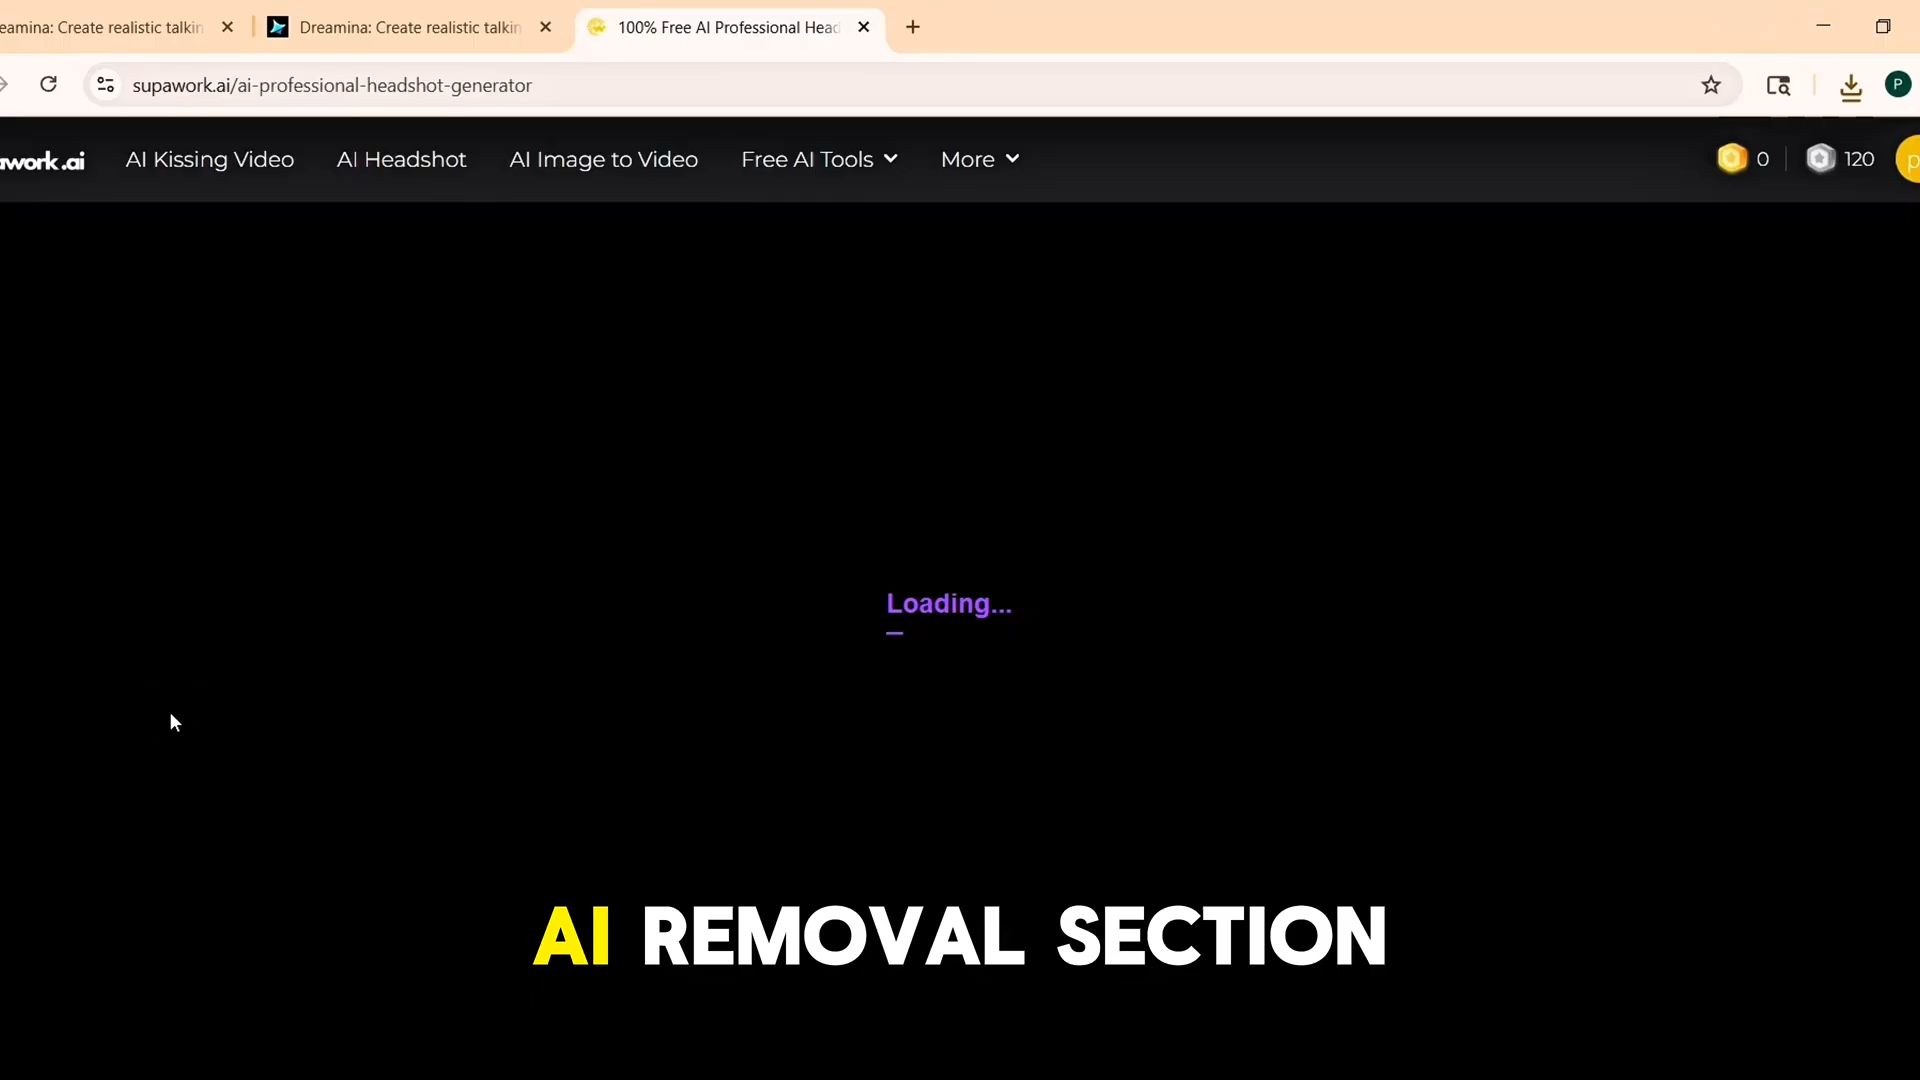 eamina: Create realistic talkin
Dreamina: Create realistic talkin
100% Free AI Professional Head
supawork.ai/ai-professional-headshot-generator
P
awork.ai
AI Kissing Video
AI Headshot
AI Image to Video
Free AI Tools
More
0
120
p
Loading...
AI REMOVAL SECTION